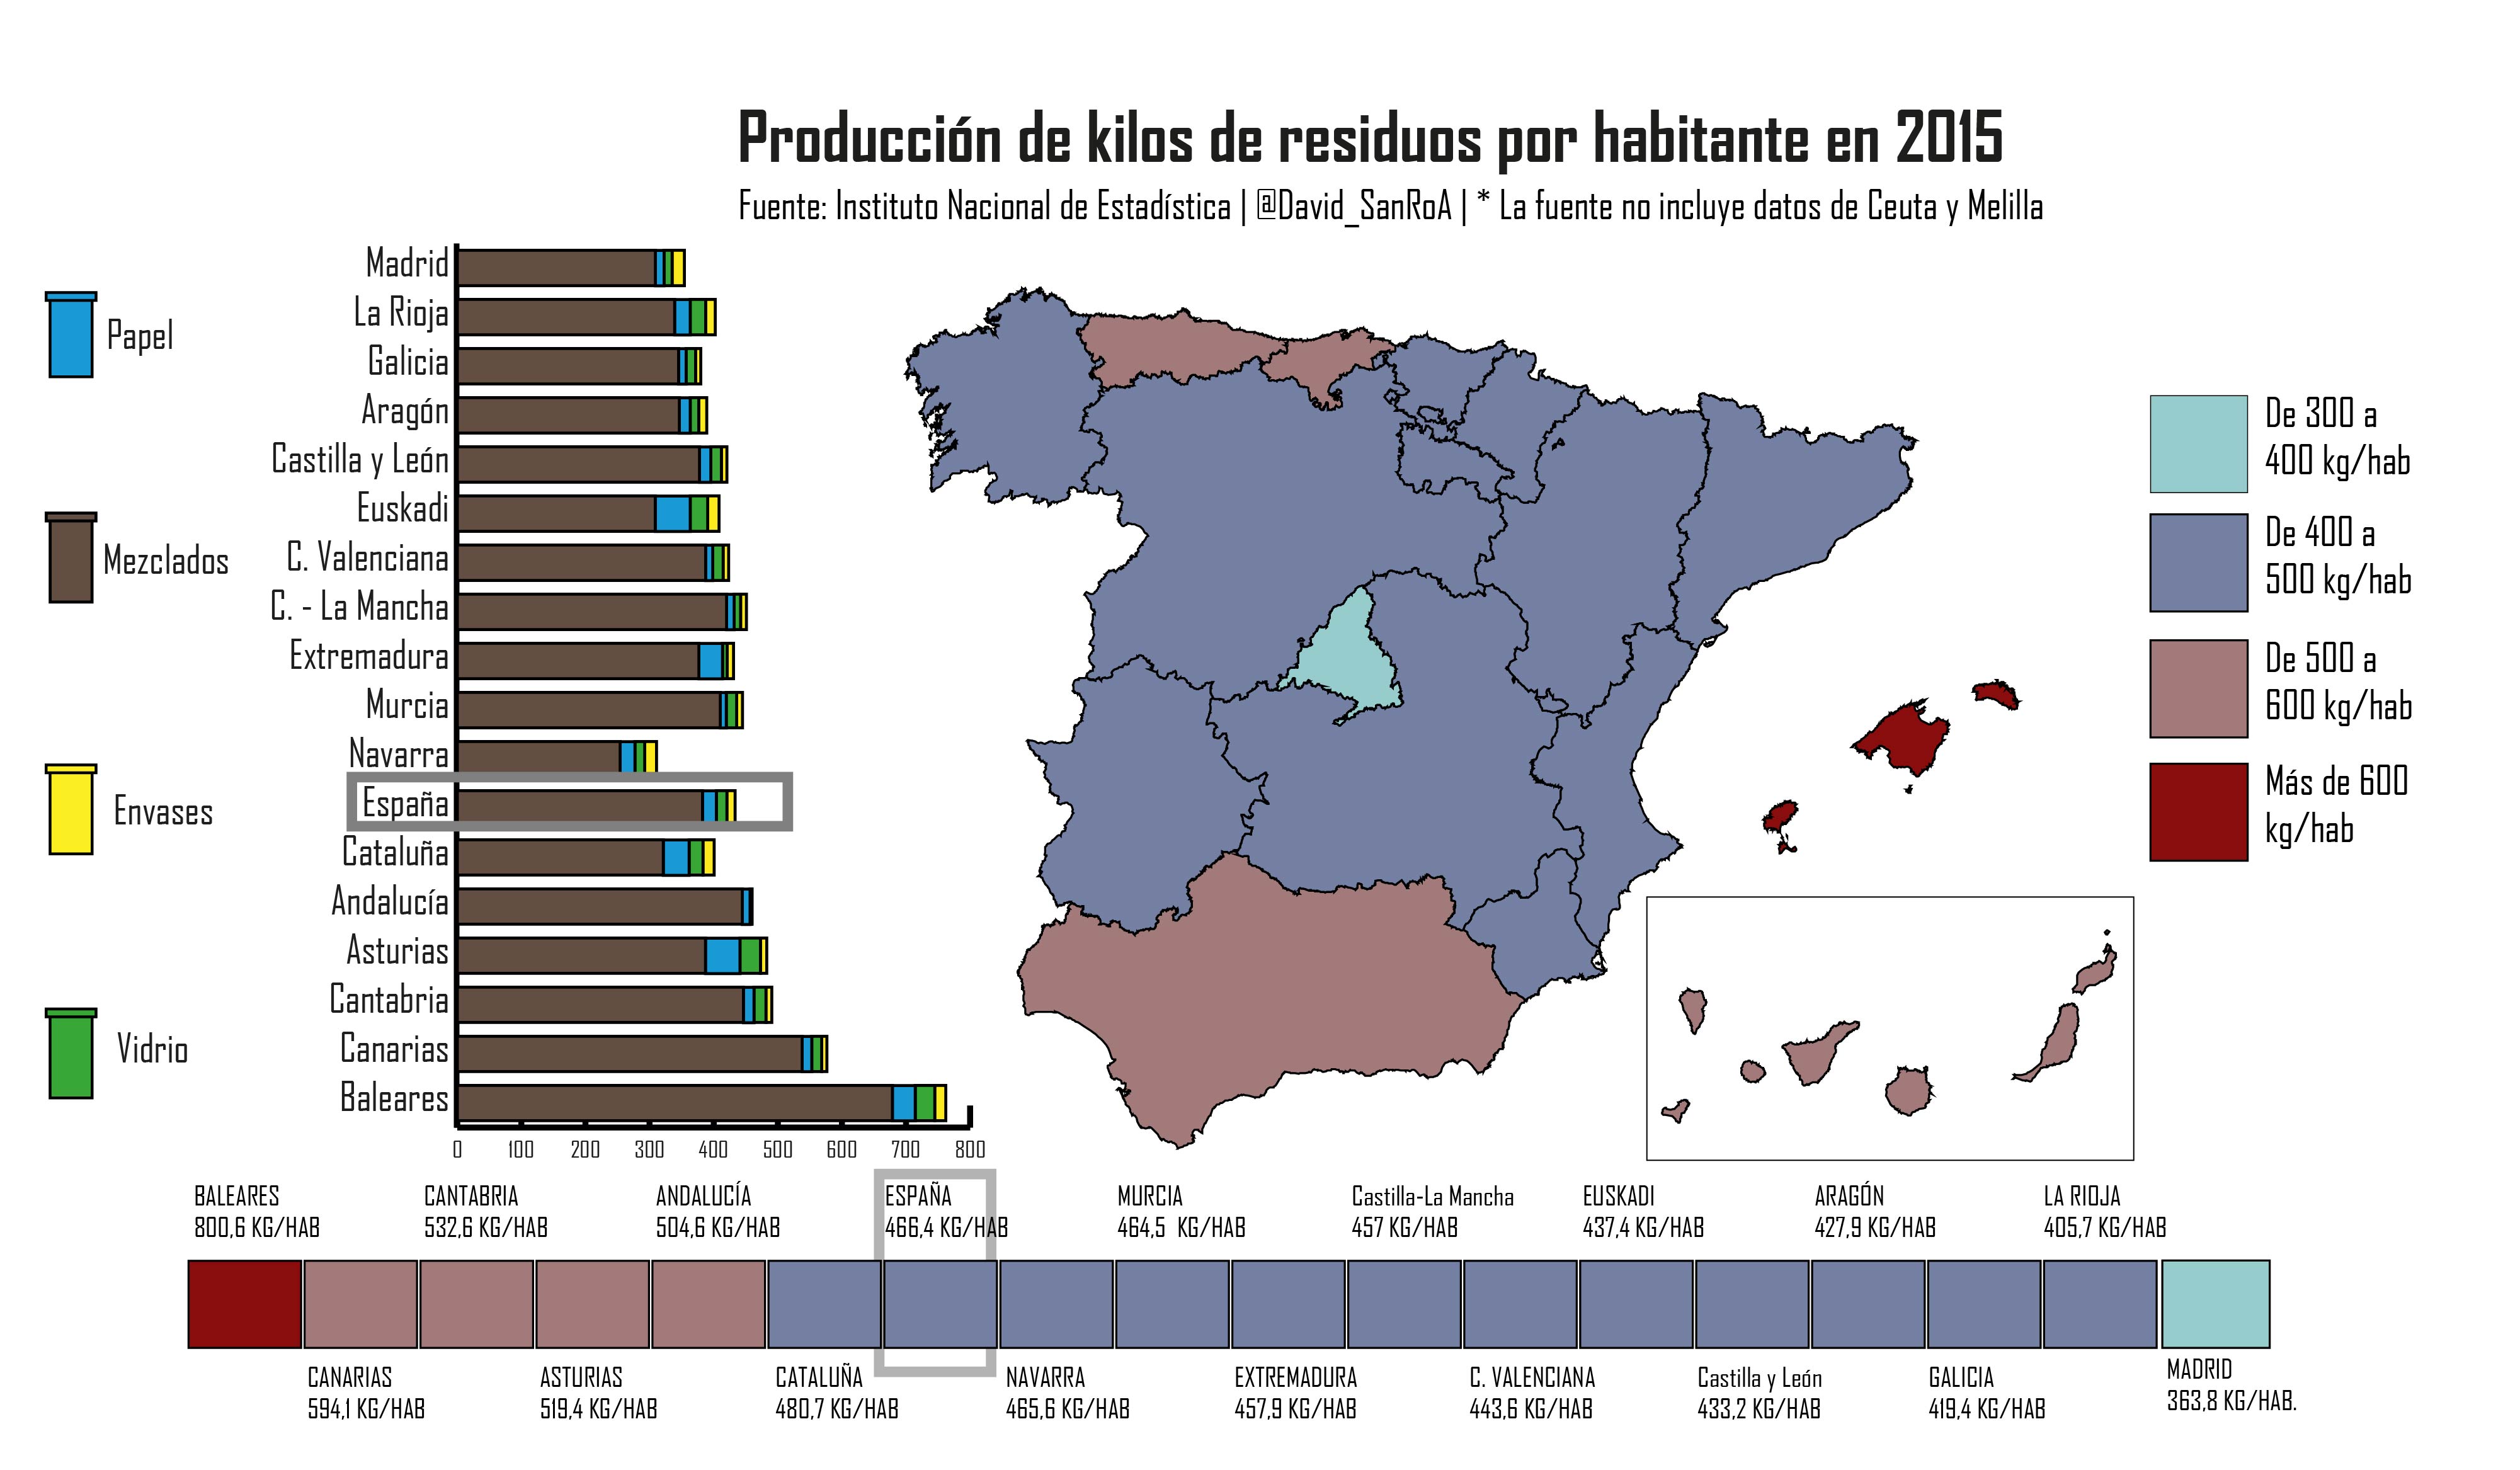 Producción de kilos de residuos por habitante en 2015
Fuente: Instituto Nacional de Estadística | @David_SanRoA | * La fuente no incluye datos de Ceuta y Melilla
Papel
Mezclados
Envases
Vidrio
Madrid
La Rioja
Galicia
Aragón
Castilla y León
Euskadi
C. Valenciana
C. - La Mancha
Extremadura
Murcia
Navarra
España
Cataluña
Andalucía
Asturias
Cantabria
Canarias
Baleares
0 100 200 300 400 500 600 700 800
De 300 a
400 kg/hab
De 400 a
500 kg/hab
De 500 a
600 kg/hab
Más de 600
kg/hab
BALEARES
800,6 KG/HAB
CANTABRIA
532,6 KG/HAB
ANDALUCÍA
504,6 KG/HAB
ESPAÑA
466,4 KG/HAB
MURCIA
464,5 KG/HAB
Castilla-La Mancha
457 KG/HAB
EUSKADI
437,4 KG/HAB
ARAGÓN
427,9 KG/HAB
LA RIOJA
405,7 KG/HAB
CANARIAS
594,1 KG/HAB
ASTURIAS
519,4 KG/HAB
CATALUÑA
480,7 KG/HAB
NAVARRA
465,6 KG/HAB
EXTREMADURA
457,9 KG/HAB
C. VALENCIANA
443,6 KG/HAB
Castilla y León
433,2 KG/HAB
GALICIA
419,4 KG/HAB
MADRID
363,8 KG/HAB.